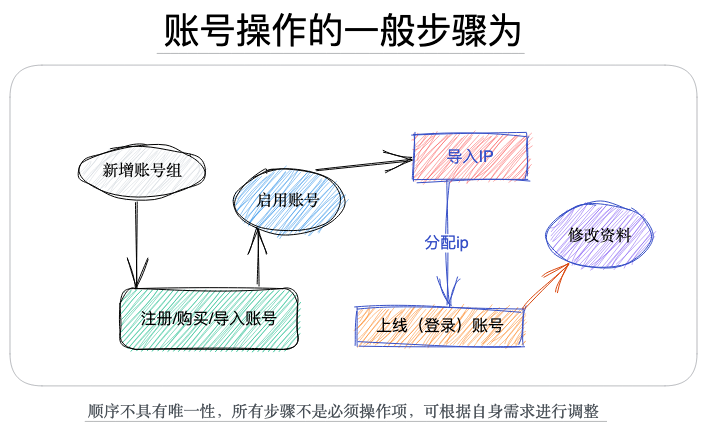 账号操作的一般步骤为
新增账号组
注册/购买/导入账号
启用账号
导入IP
分配ip
上线（登录）账号
修改资料
顺序不具有唯一性，所有步骤不是必须操作项，可根据自身需求进行调整